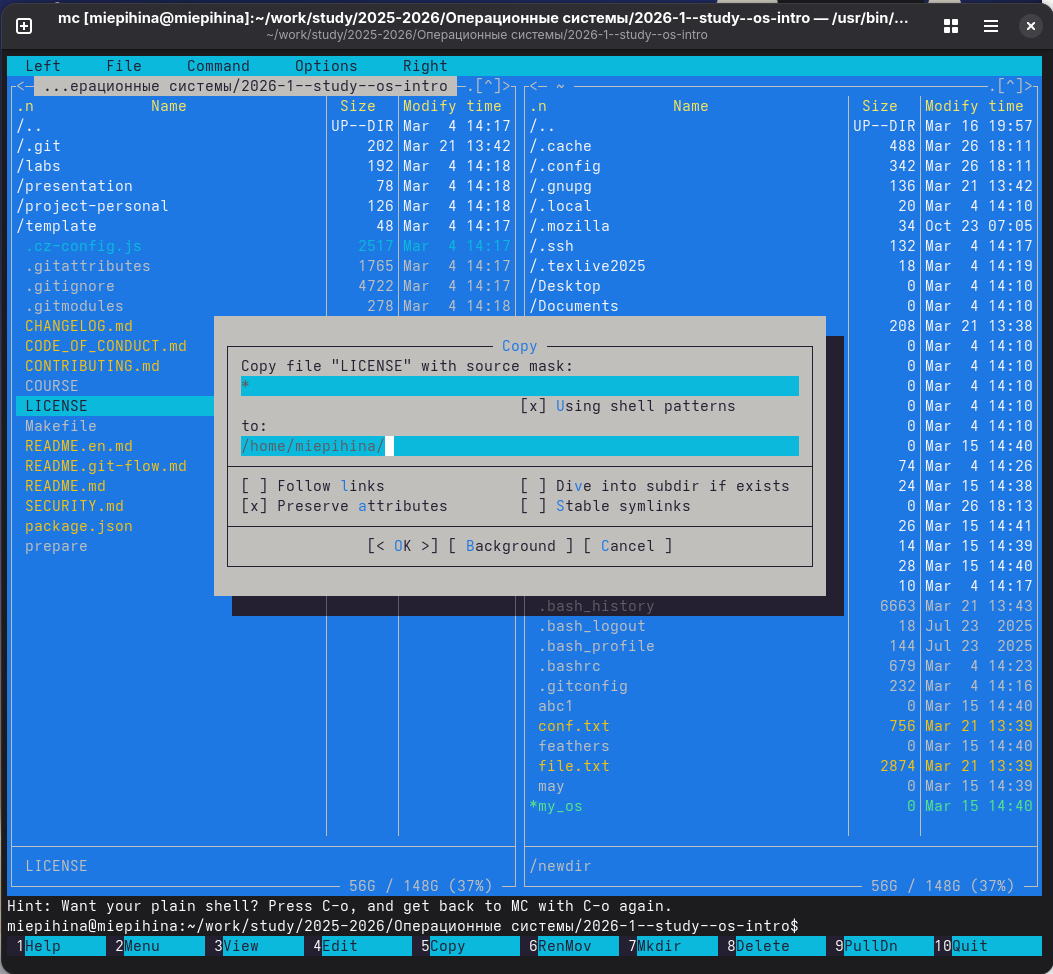 mc [miepihina@miepihina]:~/work/study/2025-2026/Операционные системы/2026-1--study--os-intro — /usr/bin/...
~/work/study/2025-2026/Операционные системы/2026-1--study--os-intro
Left File Command Options Right
<— ...ерационные системы/2026-1--study--os-intro —.[^]> <— ~ —.[^]>
.n Name Size Modify time .n Name Size Modify time
/.. UP--DIR Mar 4 14:17 /.. UP--DIR Mar 16 19:57
/.git 202 Mar 21 13:42 /.cache 488 Mar 26 18:11
/labs 192 Mar 4 14:18 /.config 342 Mar 26 18:11
/presentation 78 Mar 4 14:18 /.gnupg 136 Mar 21 13:42
/project-personal 126 Mar 4 14:18 /.local 20 Mar 4 14:10
/template 48 Mar 4 14:17 /.mozilla 34 Oct 23 07:05
.cz-config.js 2517 Mar 4 14:17 /.ssh 132 Mar 4 14:17
.gitattributes 1765 Mar 4 14:17 /.texlive2025 18 Mar 4 14:19
.gitignore 4722 Mar 4 14:17 /Desktop 0 Mar 4 14:10
.gitmodules 278 Mar 4 14:18 /Documents 0 Mar 4 14:10
CHANGELOG.md 208 Mar 21 13:38
CODE_OF_CONDUCT.md Copy 0 Mar 4 14:10
CONTRIBUTING.md Copy file "LICENSE" with source mask: 0 Mar 4 14:10
COURSE * 0 Mar 4 14:10
LICENSE [x] Using shell patterns 0 Mar 4 14:10
Makefile to: 0 Mar 4 14:10
README.en.md /home/miepihina/ 0 Mar 15 14:40
README.git-flow.md 74 Mar 4 14:26
README.md [ ] Follow links [ ] Dive into subdir if exists 24 Mar 15 14:38
SECURITY.md [x] Preserve attributes [ ] Stable symlinks 0 Mar 26 18:13
package.json 26 Mar 15 14:41
prepare [< OK >] [ Background ] [ Cancel ] 14 Mar 15 14:39
28 Mar 15 14:40
10 Mar 4 14:17
.bash_history 6663 Mar 21 13:43
.bash_logout 18 Jul 23 2025
.bash_profile 144 Jul 23 2025
.bashrc 679 Mar 4 14:23
.gitconfig 232 Mar 4 14:16
abc1 0 Mar 15 14:40
conf.txt 756 Mar 21 13:39
feathers 0 Mar 15 14:40
file.txt 2874 Mar 21 13:39
may 0 Mar 15 14:39
*my_os 0 Mar 15 14:40
LICENSE /newdir
56G / 148G (37%) 56G / 148G (37%)
Hint: Want your plain shell? Press C-o, and get back to MC with C-o again.
miepihina@miepihina:~/work/study/2025-2026/Операционные системы/2026-1--study--os-intro$
1Help 2Menu 3View 4Edit 5Copy 6RenMov 7Mkdir 8Delete 9PullDn 10Quit